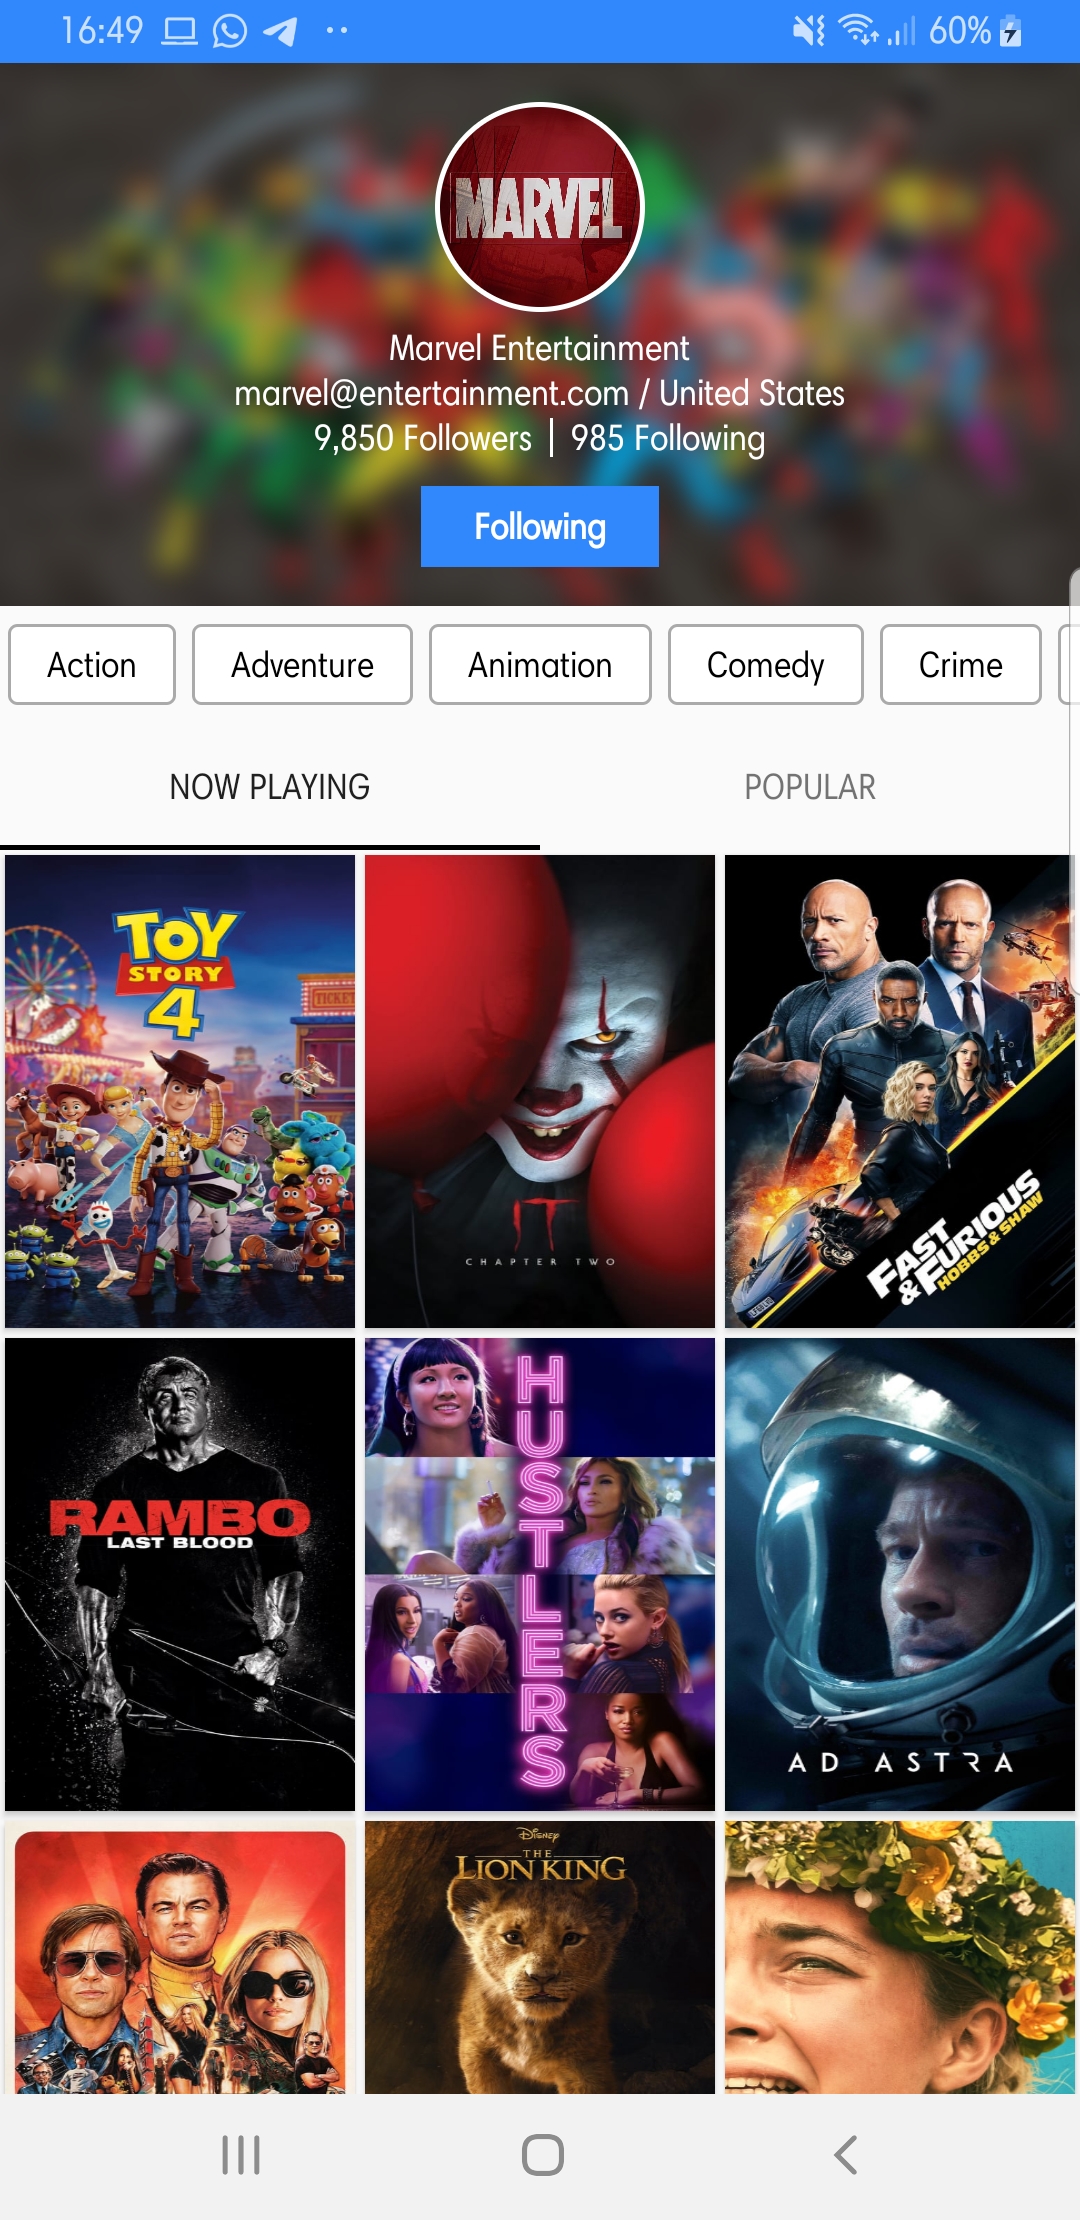 16:49
60%
MARVEL
Marvel Entertainment
marvel@entertainment.com / United States
9,850 Followers | 985 Following
Following
Action Adventure Animation Comedy Crime
NOW PLAYING POPULAR
TOY
STORY
4
TICKET
IT
CHAPTER TWO
FAST
& FURIOUS
HOBBS & SHAW
RAMBO
LAST BLOOD
HUSTLERS
AD ASTRA
DISNEY
THE
LION KING